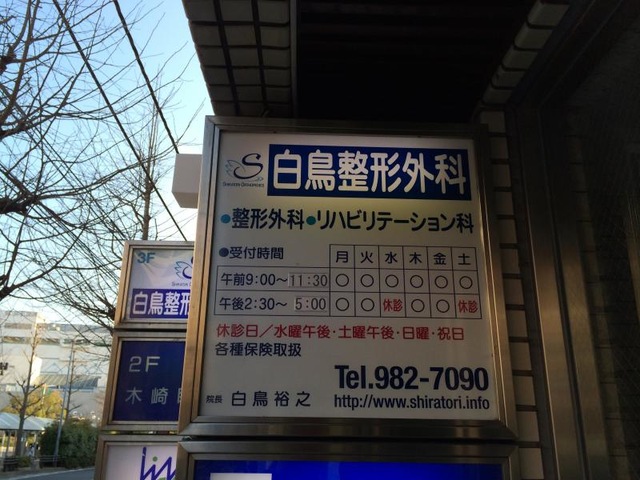 S
SHIRATORI ORTHOPEDICS
白鳥整形外科
●整形外科●リハビリテーション科
●受付時間 月 火 水 木 金 土
午前9:00〜11:30 ○ ○ ○ ○ ○ ○
午後2:30〜5:00 ○ ○ 休診 ○ ○ 休診
休診日／水曜午後・土曜午後・日曜・祝日
各種保険取扱
Tel.982-7090
院長 白鳥裕之 http://www.shiratori.info
3F
白鳥整形
2F
木崎